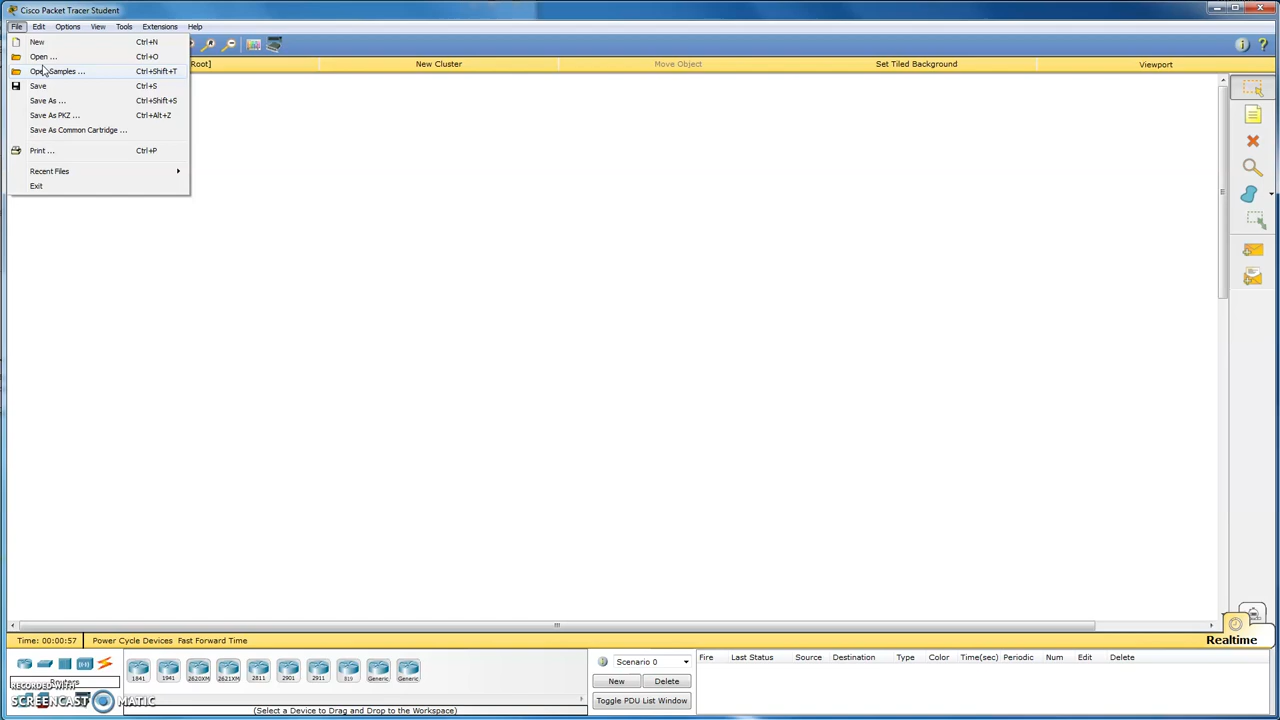 Cisco Packet Tracer Student
File Edit Options View Tools Extensions Help
New Ctrl+N
Open ... Ctrl+O
Open Samples ... Ctrl+Shift+T
Save Ctrl+S
Save As ... Ctrl+Shift+S
Save As PKZ ... Ctrl+Alt+Z
Save As Common Cartridge ...
Print ... Ctrl+P
Recent Files
Exit
Root] New Cluster Move Object Set Tiled Background Viewport
Time: 00:00:57 Power Cycle Devices Fast Forward Time
Realtime
1841 1941 2620XM 2621XM 2811 2901 2911 819 Generic Generic
Scenario 0
New Delete
Toggle PDU List Window
Fire Last Status Source Destination Type Color Time(sec) Periodic Num Edit Delete
Routers
RECORDED WITH
SCREENCAST MATIC
(Select a Device to Drag and Drop to the Workspace)